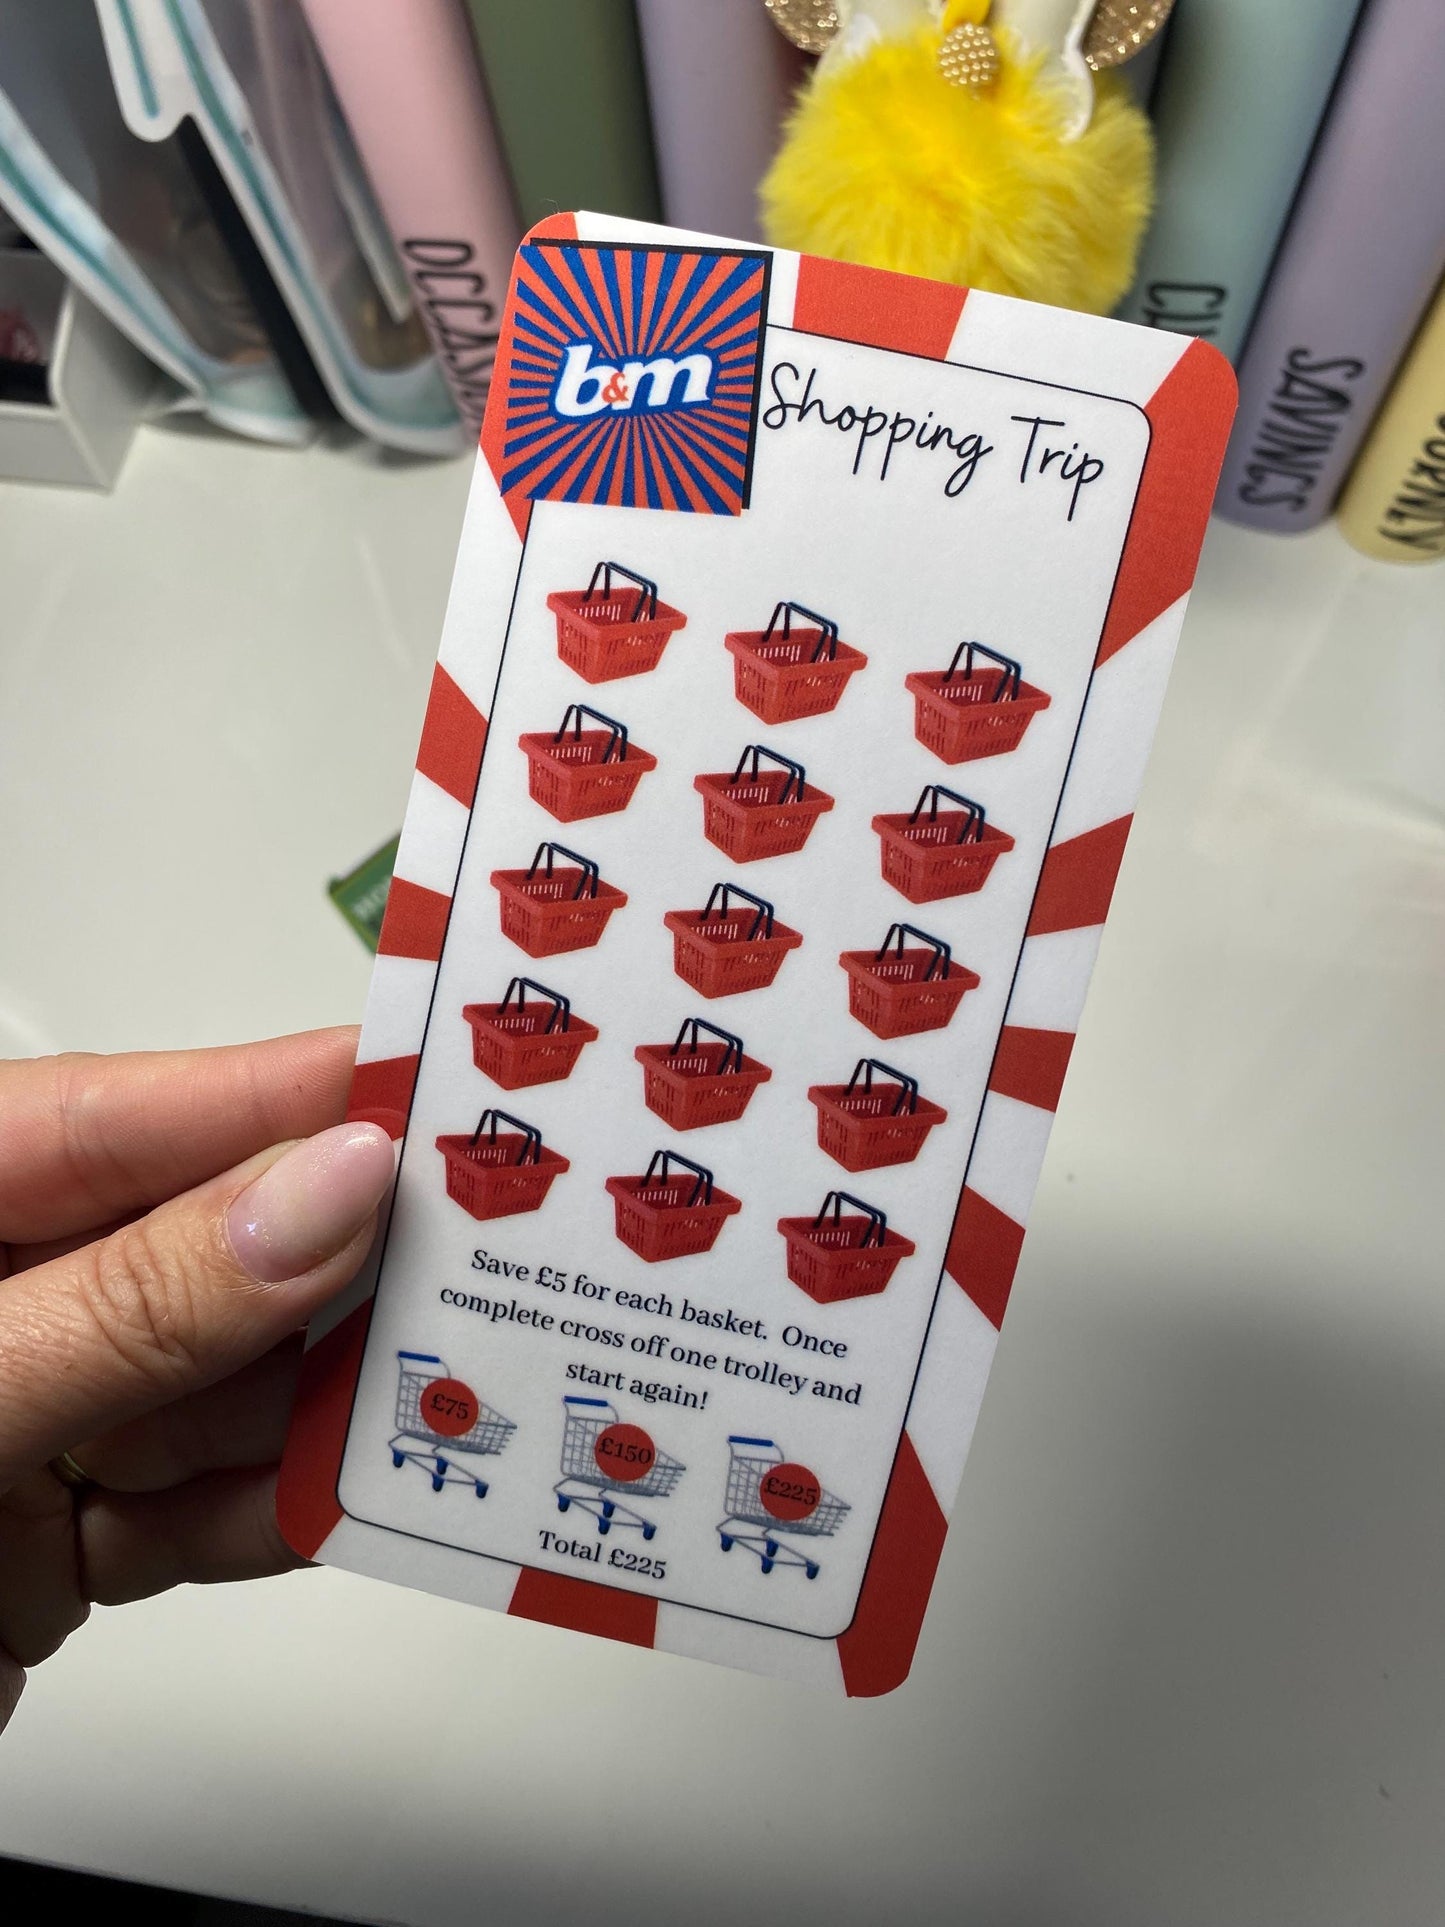 OCCASIO
SAVINGS
b&m
Shopping Trip
Save £5 for each basket. Once
complete cross off one trolley and
start again!
£75
£150
£225
Total £225